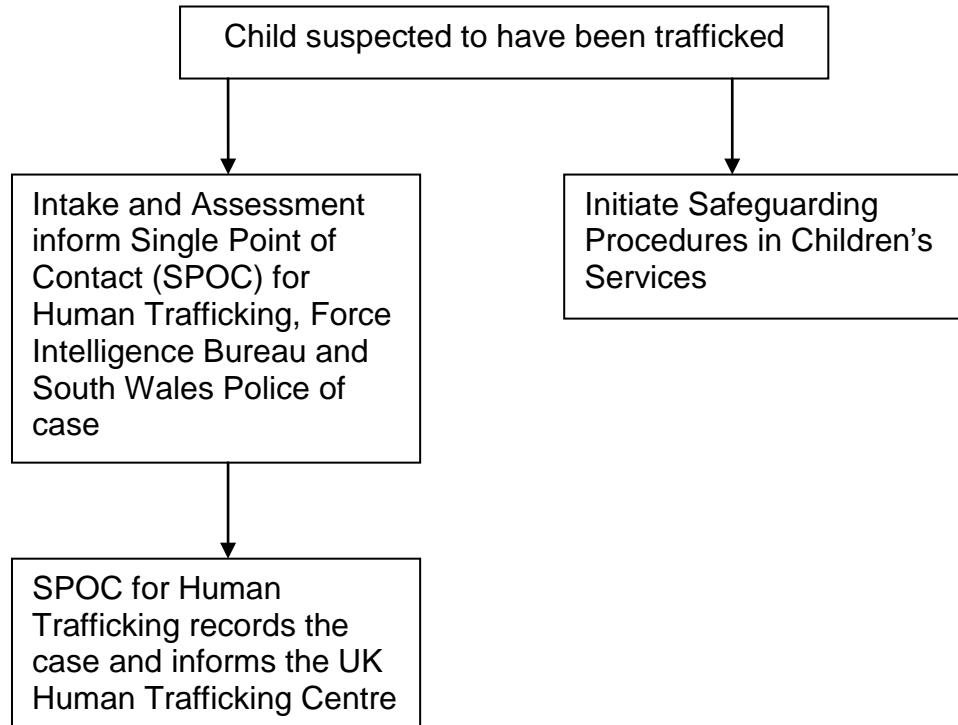 Child suspected to have been trafficked
Intake and Assessment
inform Single Point of
Contact (SPOC) for
Human Trafficking, Force
Intelligence Bureau and
South Wales Police of
case
Initiate Safeguarding
Procedures in Children’s
Services
SPOC for Human
Trafficking records the
case and informs the UK
Human Trafficking Centre